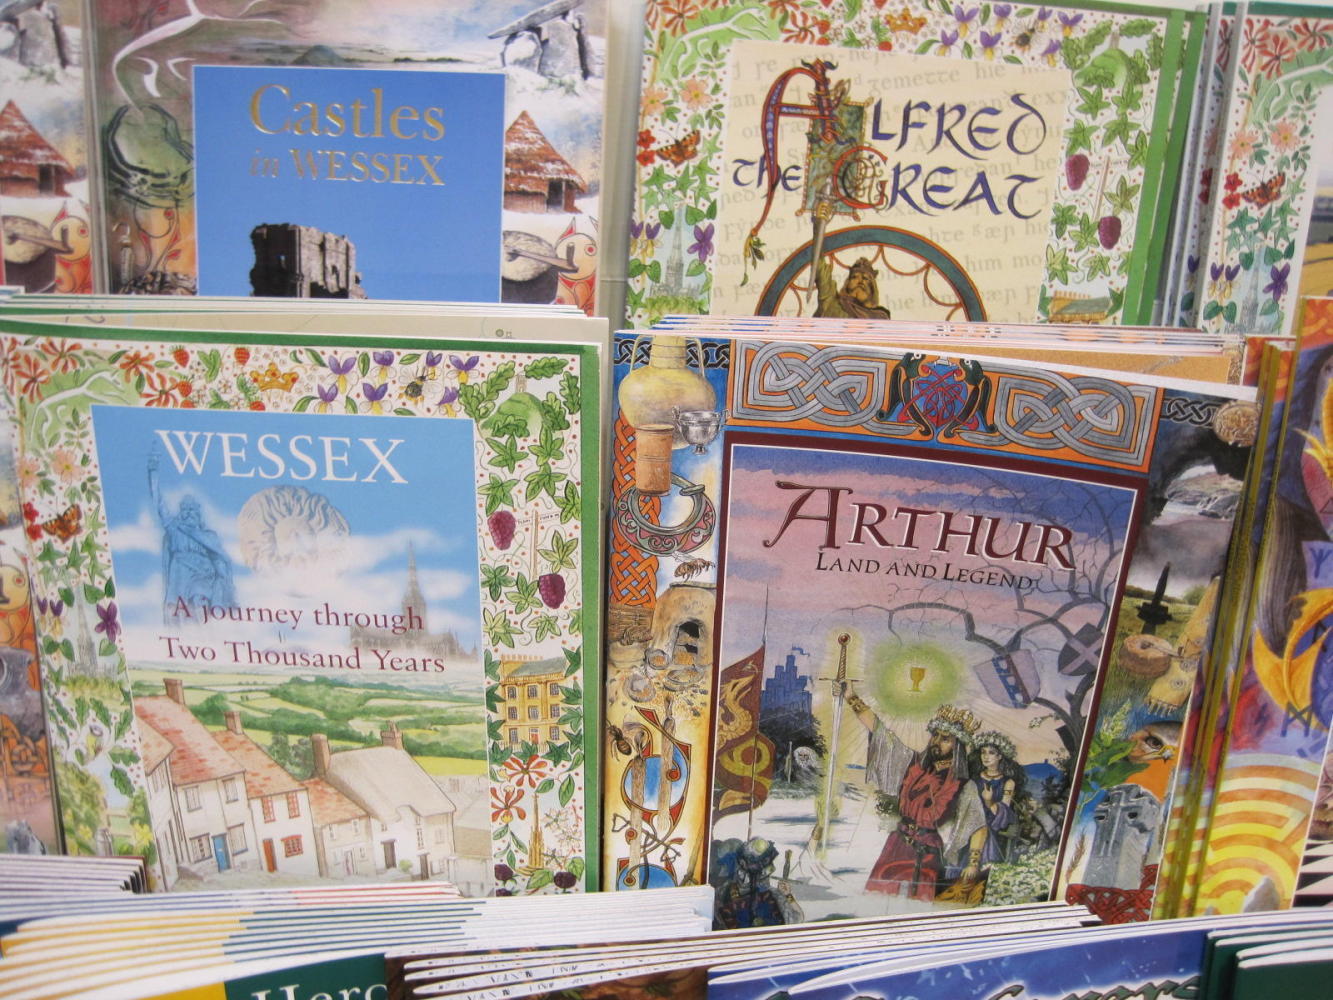 Castles
in WESSEX
ALFRED
THE GREAT
WESSEX
A journey through
Two Thousand Years
ARTHUR
LAND AND LEGEND